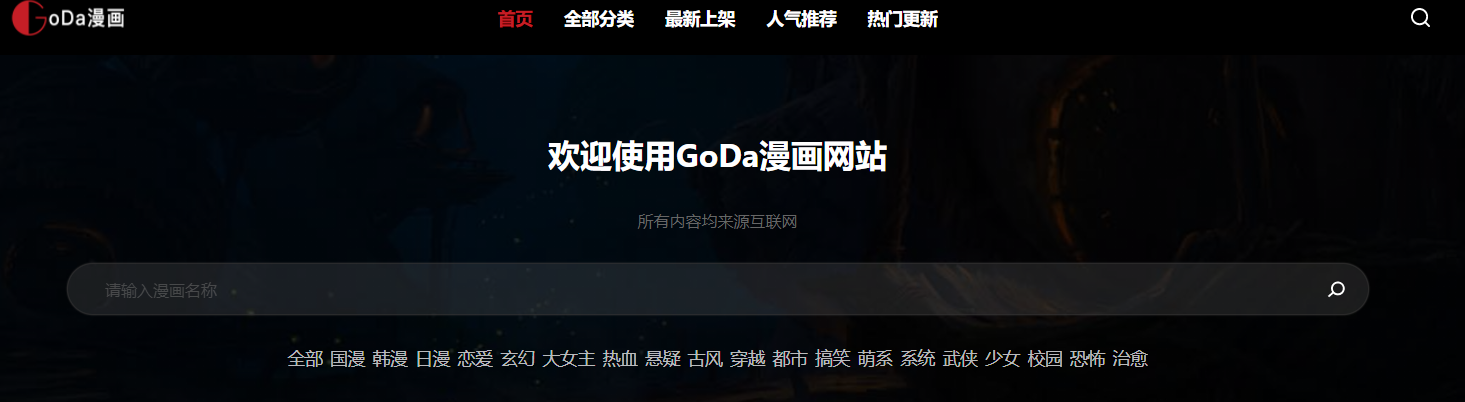 GoDa漫画 首页 全部分类 最新上架 人气推荐 热门更新
欢迎使用GoDa漫画网站
所有内容均来源互联网
请输入漫画名称
全部 国漫 韩漫 日漫 恋爱 玄幻 大女主 热血 悬疑 古风 穿越 都市 搞笑 萌系 系统 武侠 少女 校园 恐怖 治愈